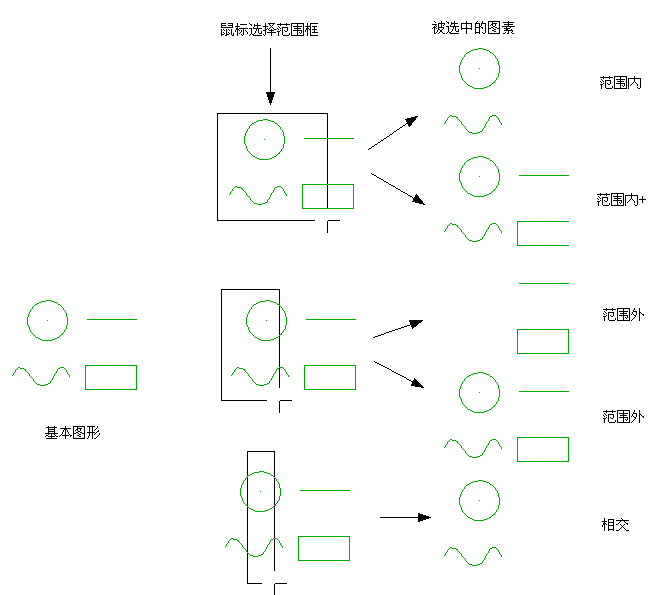 鼠标选择范围框
被选中的图素
范围内
范围内+
范围外
基本图形
范围外
相交